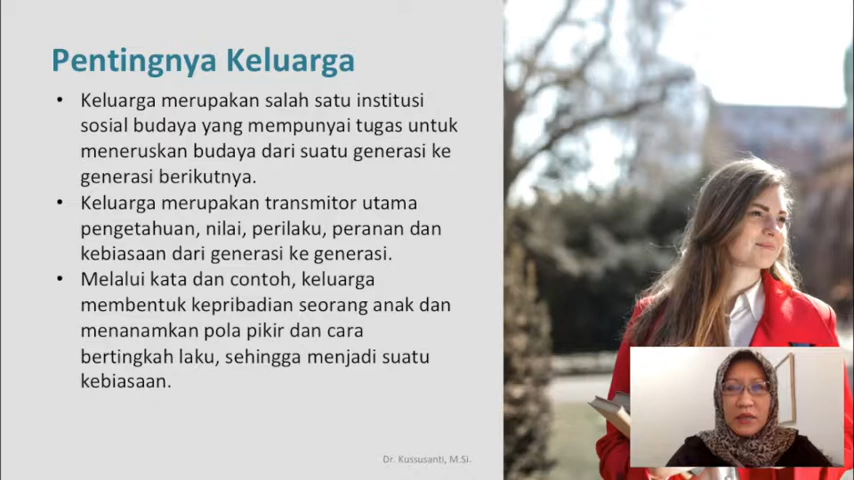 Pentingnya Keluarga
• Keluarga merupakan salah satu institusi
sosial budaya yang mempunyai tugas untuk
meneruskan budaya dari suatu generasi ke
generasi berikutnya.
• Keluarga merupakan transmitor utama
pengetahuan, nilai, perilaku, peranan dan
kebiasaan dari generasi ke generasi.
• Melalui kata dan contoh, keluarga
membentuk kepribadian seorang anak dan
menanamkan pola pikir dan cara
bertingkah laku, sehingga menjadi suatu
kebiasaan.
Dr. Kussusanti, M.Si.